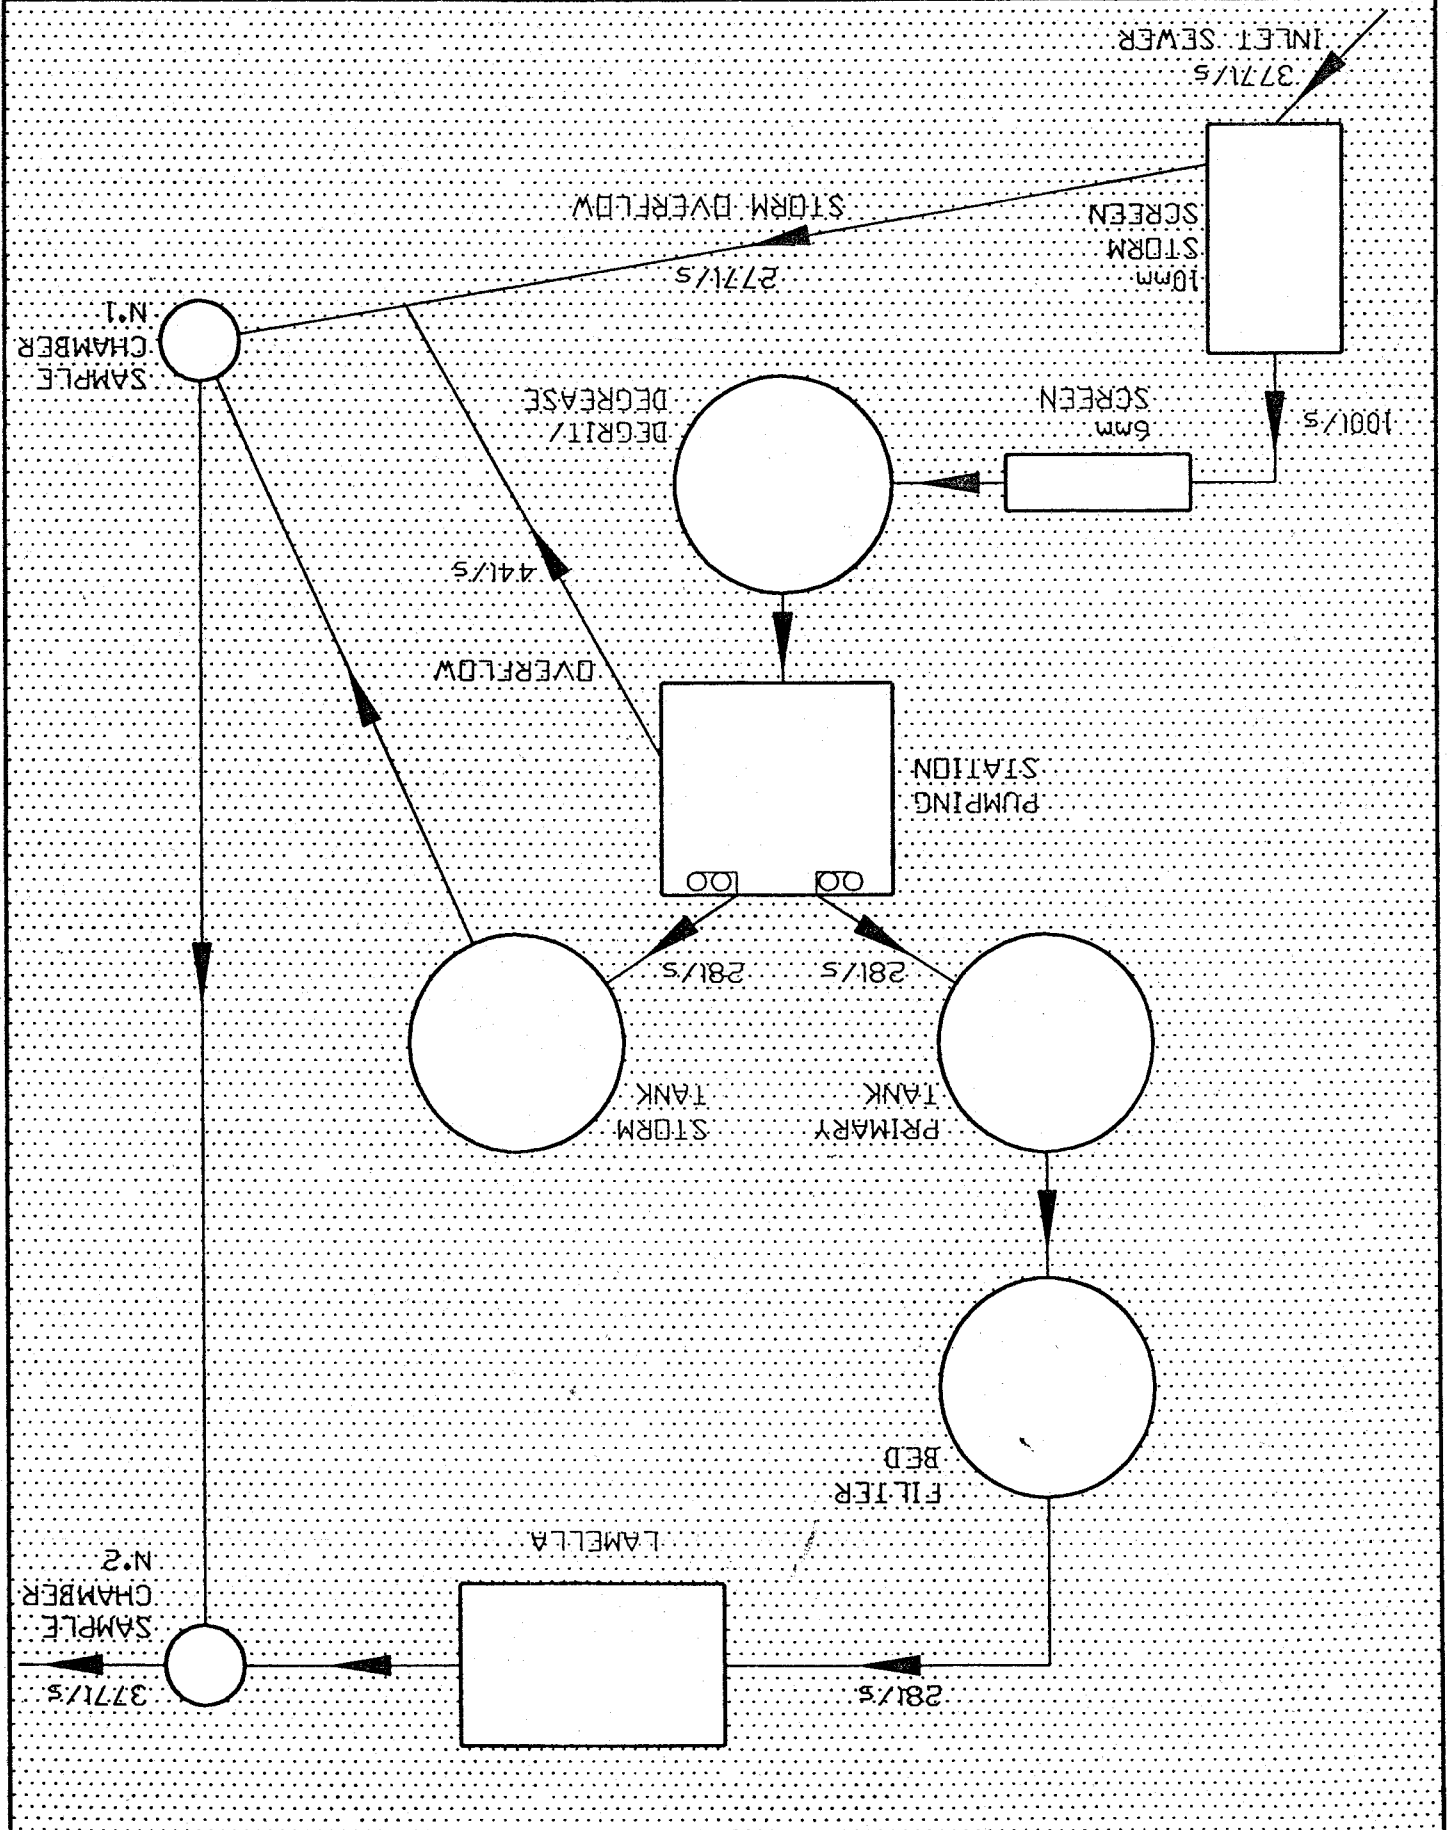 377l/s
28l/s
SAMPLE
CHAMBER
N°2
LAMELLA
FILTER
BED
PRIMARY
TANK
STORM
TANK
28l/s
28l/s
PUMPING
STATION
OVERFLOW
44l/s
DEGRIT/
DEGREASE
6mm
SCREEN
100l/s
SAMPLE
CHAMBER
N°1
277l/s
10mm
STORM
SCREEN
STORM OVERFLOW
377l/s
INLET SEWER